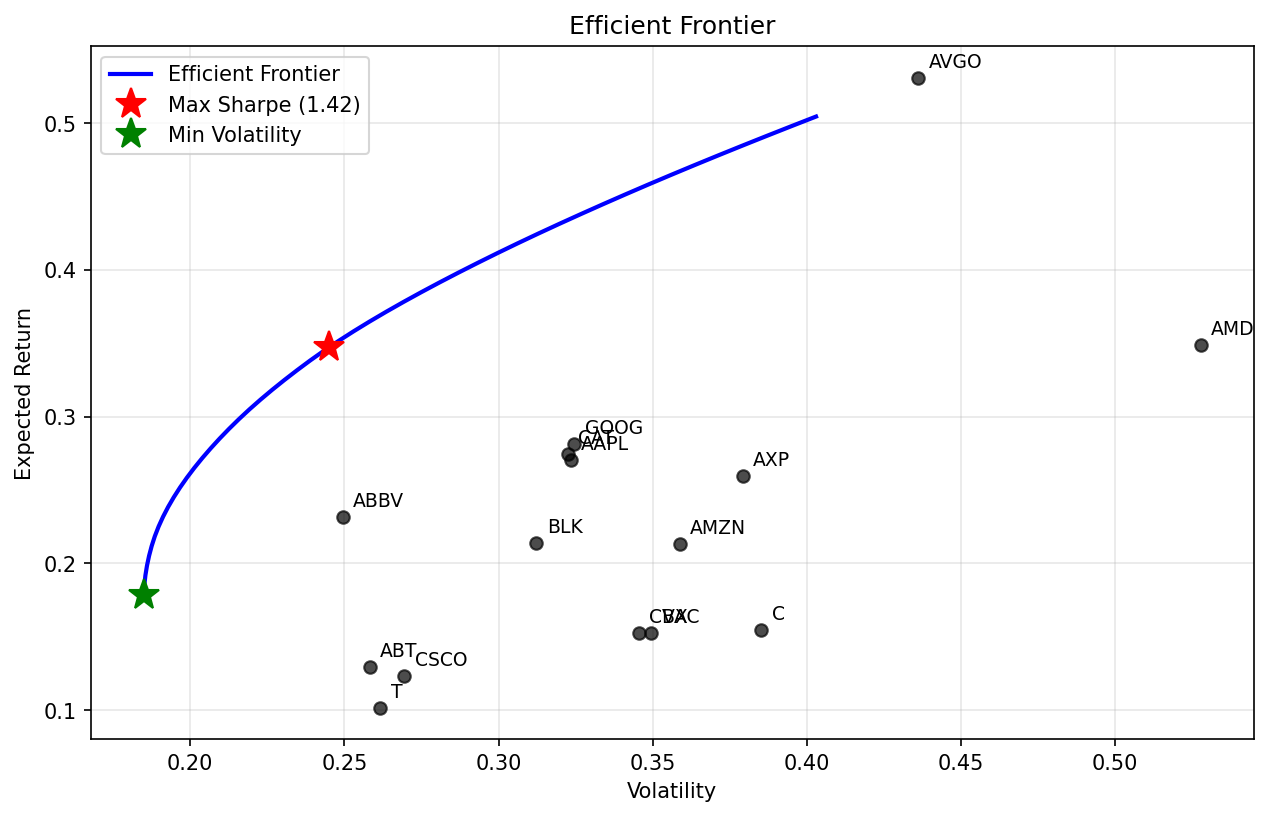 Efficient Frontier
Efficient Frontier
Max Sharpe (1.42)
Min Volatility
AVGO
AMD
GOOG
CAT
AAPL
AXP
ABBV
BLK
AMZN
CVX
BAC
C
ABT
CSCO
T
Expected Return
0.5
0.4
0.3
0.2
0.1
0.20 0.25 0.30 0.35 0.40 0.45 0.50
Volatility